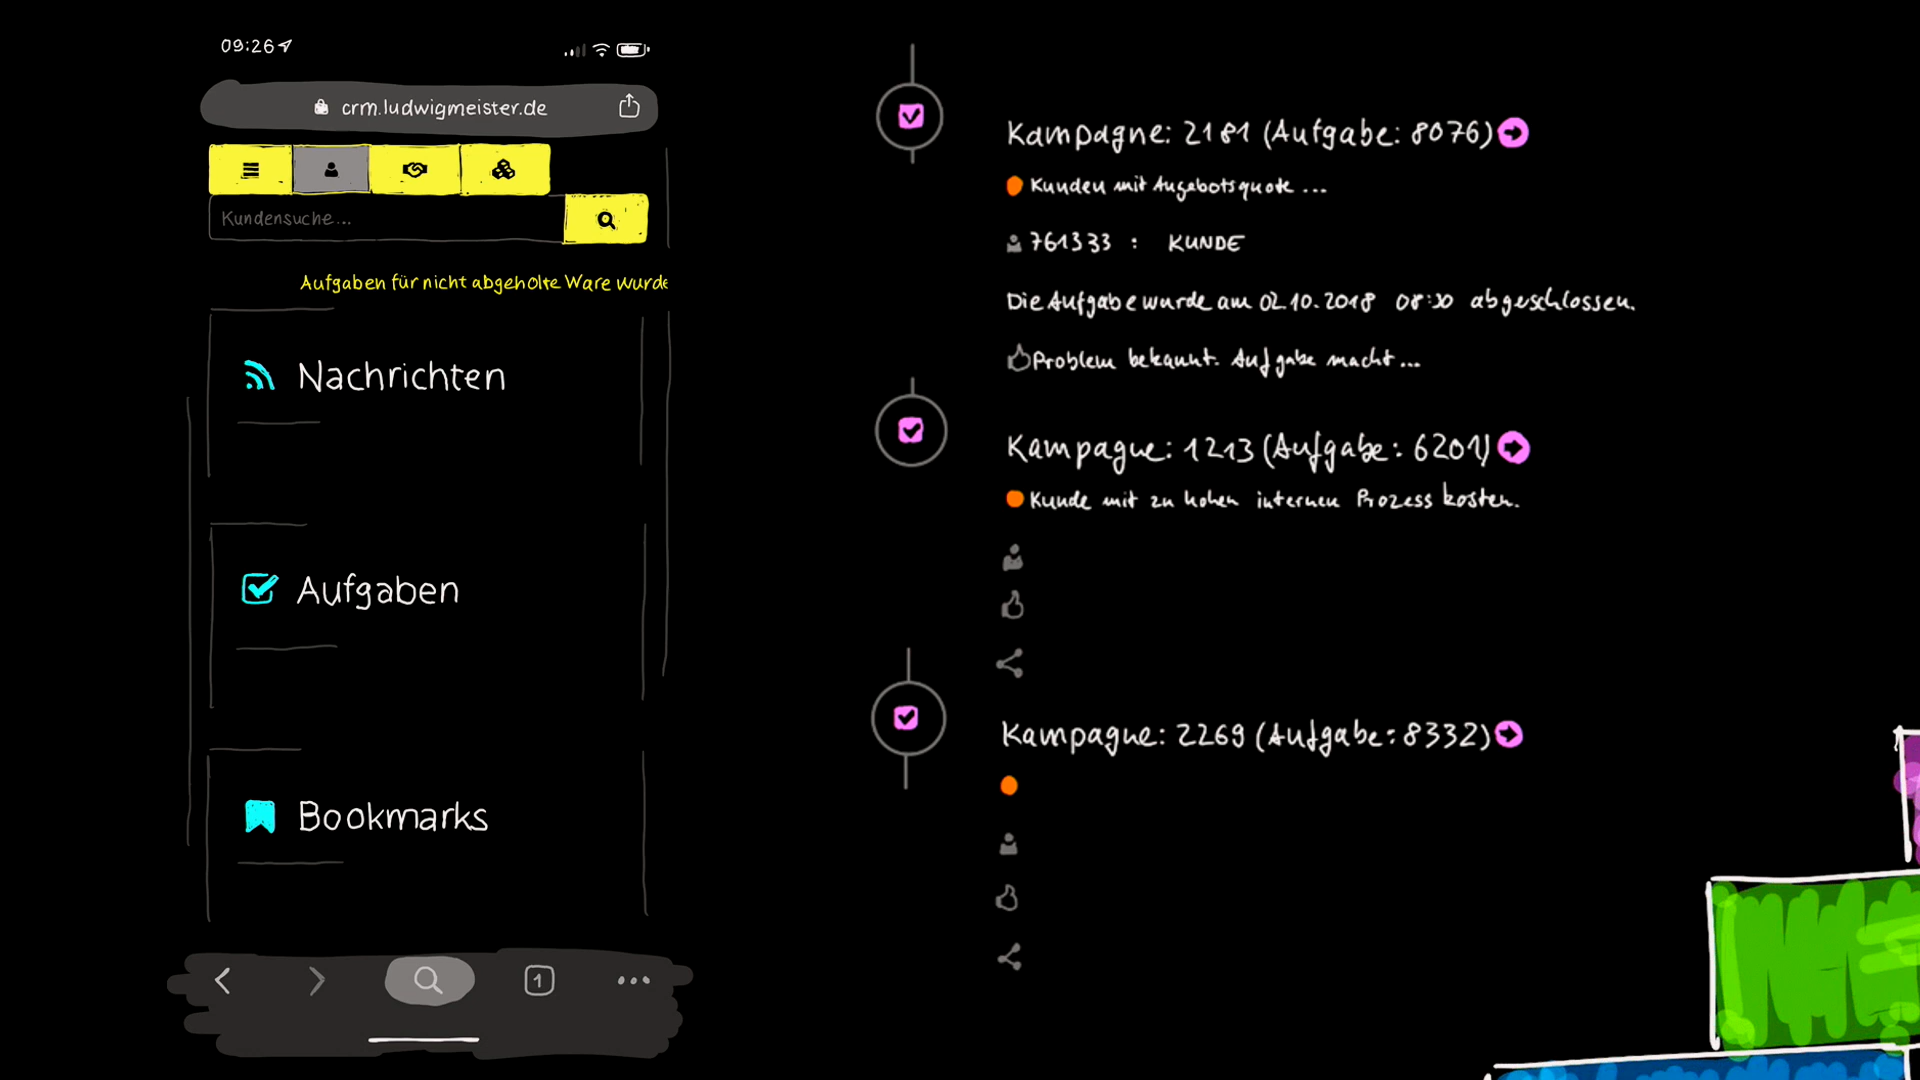 09:26
crm.ludwigmeister.de
Kundensuche...
Aufgaben für nicht abgeholte Ware wurde
Nachrichten
Aufgaben
Bookmarks
1
Kampagne: 2181 (Aufgabe: 8076)
Kunden mit Angebotsquote ...
761333 : KUNDE
Die Aufgabe wurde am 02.10.2018 08:30 abgeschlossen.
Problem bekannt. Aufgabe macht ...
Kampagne: 1213 (Aufgabe: 6201)
Kunde mit zu hohen internen Prozesskosten.
Kampagne: 2269 (Aufgabe: 8332)